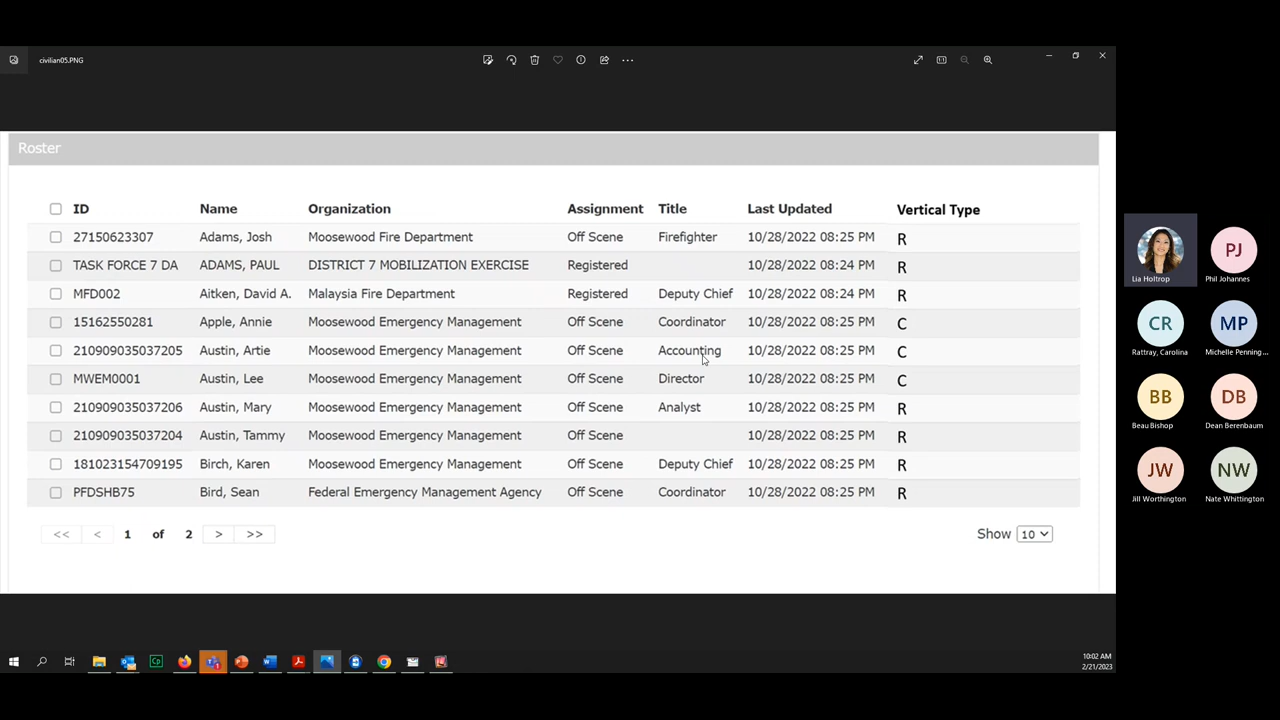 civilian05.PNG
Roster
ID Name Organization Assignment Title Last Updated Vertical Type
27150623307 Adams, Josh Moosewood Fire Department Off Scene Firefighter 10/28/2022 08:25 PM R
TASK FORCE 7 DA ADAMS, PAUL DISTRICT 7 MOBILIZATION EXERCISE Registered 10/28/2022 08:24 PM R
MFD002 Aitken, David A. Malaysia Fire Department Registered Deputy Chief 10/28/2022 08:24 PM R
15162550281 Apple, Annie Moosewood Emergency Management Off Scene Coordinator 10/28/2022 08:25 PM C
210909035037205 Austin, Artie Moosewood Emergency Management Off Scene Accounting 10/28/2022 08:25 PM C
MWEM0001 Austin, Lee Moosewood Emergency Management Off Scene Director 10/28/2022 08:25 PM C
210909035037206 Austin, Mary Moosewood Emergency Management Off Scene Analyst 10/28/2022 08:25 PM R
210909035037204 Austin, Tammy Moosewood Emergency Management Off Scene 10/28/2022 08:25 PM R
181023154709195 Birch, Karen Moosewood Emergency Management Off Scene Deputy Chief 10/28/2022 08:25 PM R
PFDSHB75 Bird, Sean Federal Emergency Management Agency Off Scene Coordinator 10/28/2022 08:25 PM R
<< < 1 of 2 > >> Show 10
Lia Holtrop
PJ
Phil Johannes
CR
Rattray, Carolina
MP
Michelle Penning...
BB
Beau Bishop
DB
Dean Berenbaum
JW
Jill Worthington
NW
Nate Whittington
10:02 AM
2/21/2023